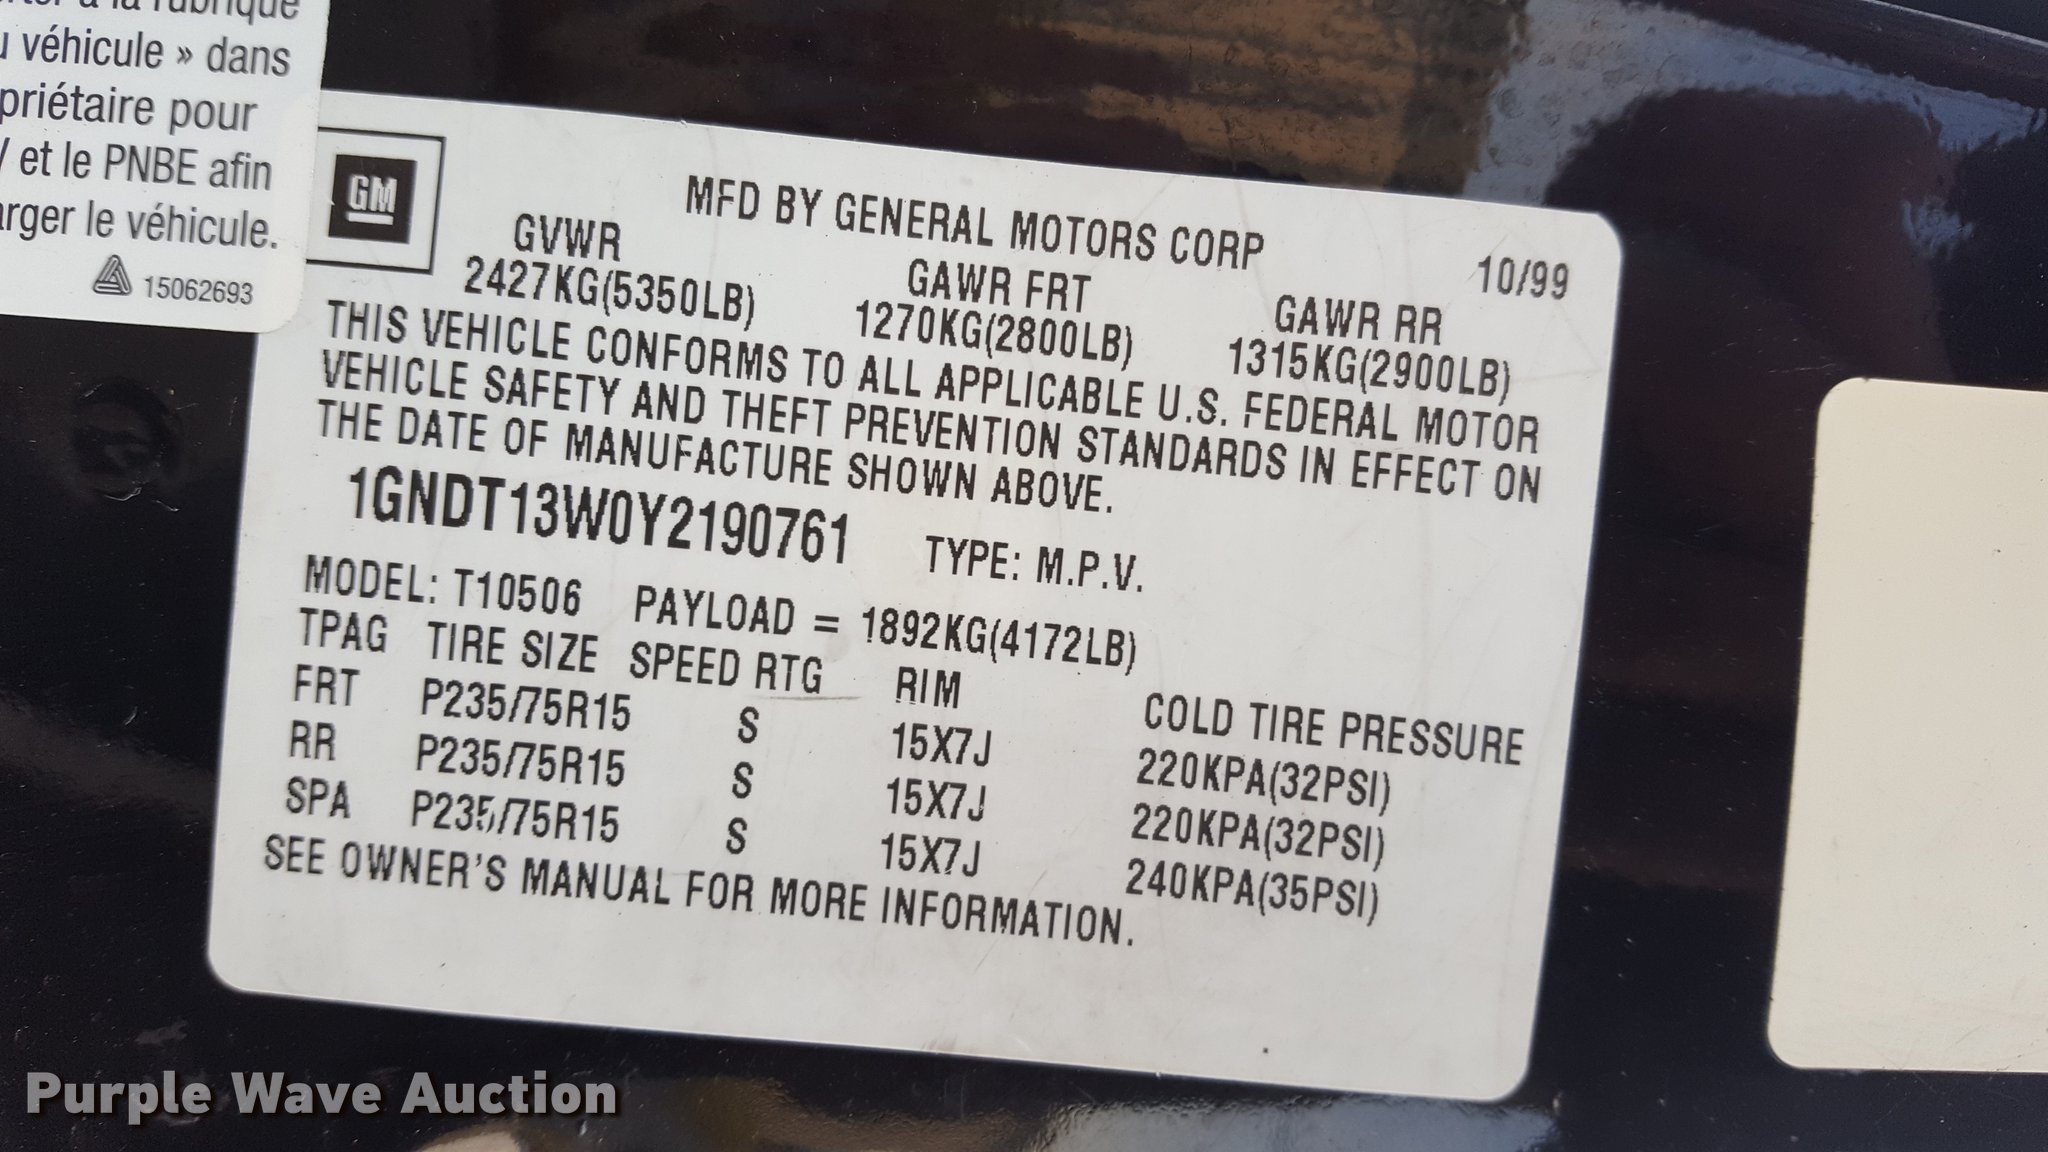 à la rubrique
véhicule » dans
pour
et le PNBE afin
le véhicule.
15062693
GM
MFD BY GENERAL MOTORS CORP
10/99
GVWR GAWR FRT GAWR RR
2427KG(5350LB) 1270KG(2800LB) 1315KG(2900LB)
THIS VEHICLE CONFORMS TO ALL APPLICABLE U.S. FEDERAL MOTOR
VEHICLE SAFETY AND THEFT PREVENTION STANDARDS IN EFFECT ON
THE DATE OF MANUFACTURE SHOWN ABOVE.
1GNDT13W0Y2190761 TYPE: M.P.V.
MODEL: T10506 PAYLOAD = 1892KG(4172LB)
TPAG TIRE SIZE SPEED RTG RIM COLD TIRE PRESSURE
FRT P235/75R15 S 15X7J 220KPA(32PSI)
RR P235/75R15 S 15X7J 220KPA(32PSI)
SPA P235/75R15 S 15X7J 240KPA(35PSI)
SEE OWNER'S MANUAL FOR MORE INFORMATION.
Purple Wave Auction